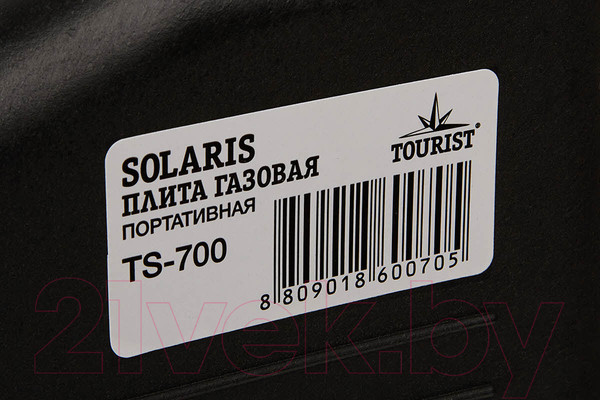 SOLARIS
ПЛИТА ГАЗОВАЯ
ПОРТАТИВНАЯ
TS-700
TOURIST®
8 809018 600705
21vek.by